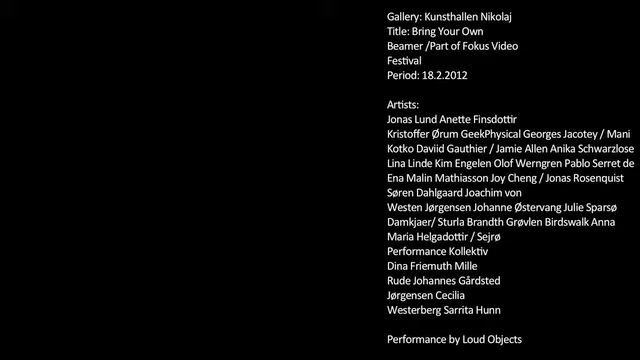 Gallery: Kunsthallen Nikolaj
Title: Bring Your Own
Beamer /Part of Fokus Video
Festival
Period: 18.2.2012
Artists:
Jonas Lund Anette Finsdottir
Kristoffer Ørum GeekPhysical Georges Jacotey / Mani
Kotko Daviid Gauthier / Jamie Allen Anika Schwarzlose
Lina Linde Kim Engelen Olof Werngren Pablo Serret de
Ena Malin Mathiasson Joy Cheng / Jonas Rosenquist
Søren Dahlgaard Joachim von
Westen Jørgensen Johanne Østervang Julie Sparsø
Damkjaer/ Sturla Brandth Grøvlen Birdswalk Anna
Maria Helgadottir / Sejrø
Performance Kollektiv
Dina Friemuth Mille
Rude Johannes Gårdsted
Jørgensen Cecilia
Westerberg Sarrita Hunn
Performance by Loud Objects